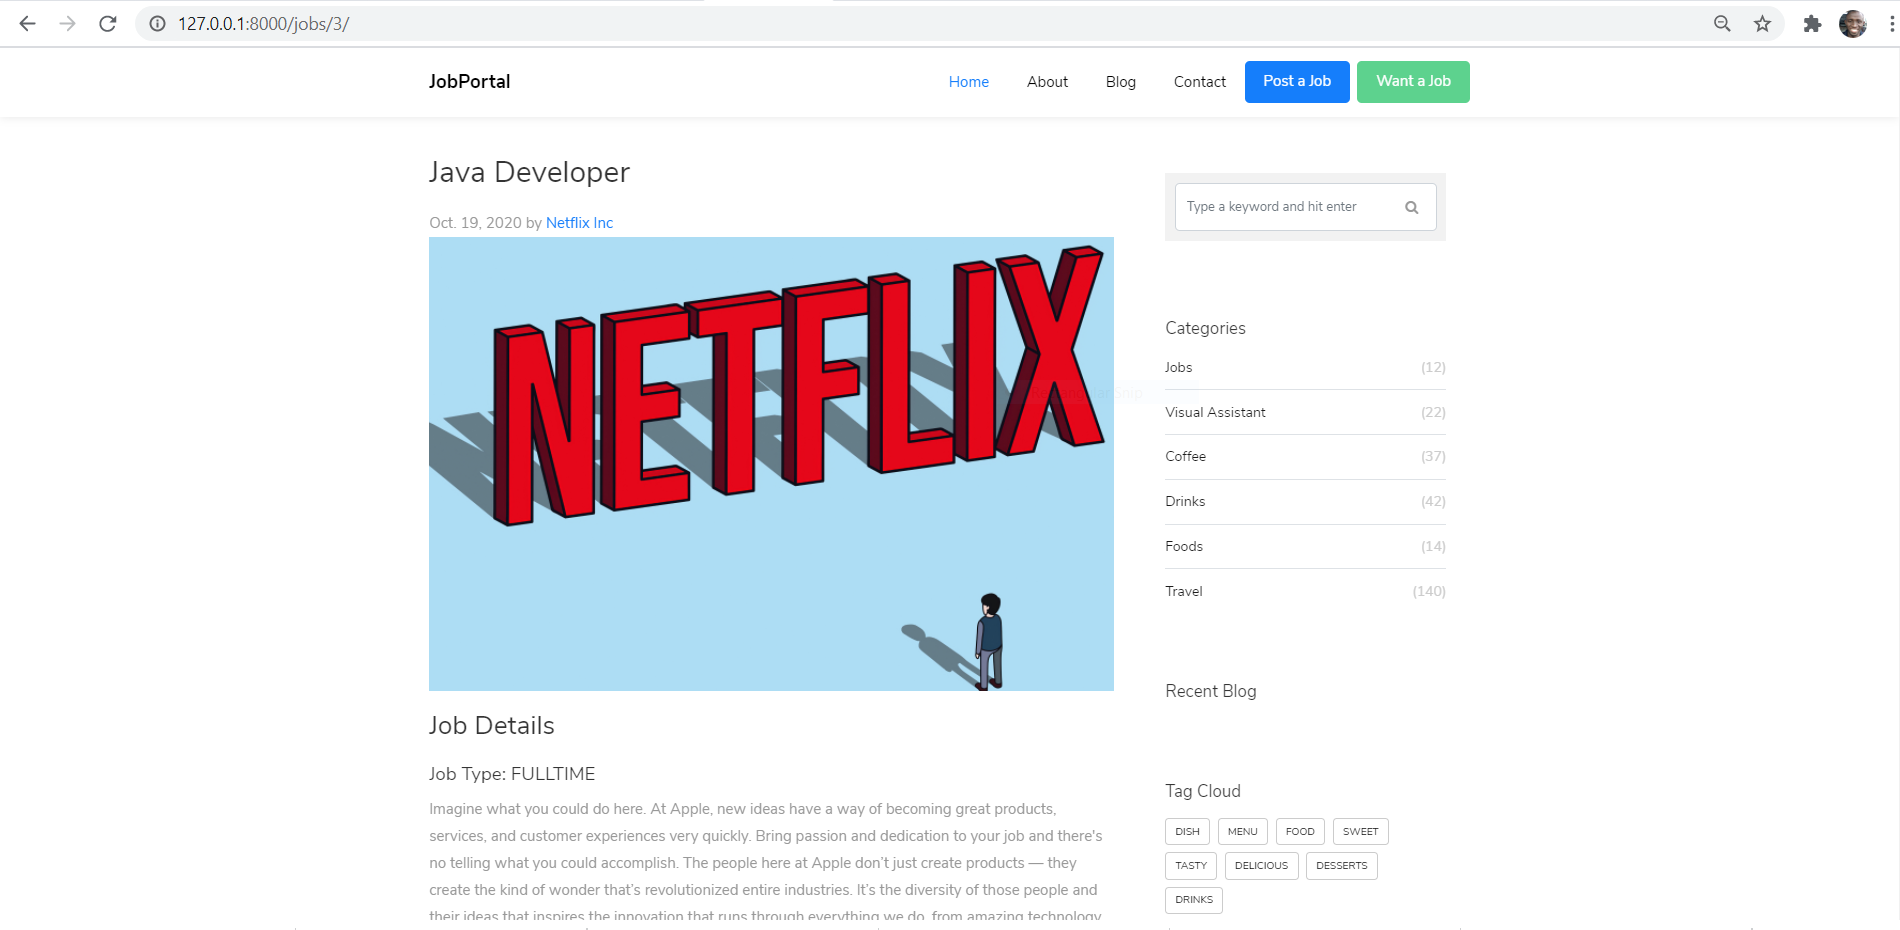 127.0.0.1:8000/jobs/3/
JobPortal
Home About Blog Contact Post a Job Want a Job
Java Developer
Oct. 19, 2020 by Netflix Inc
NETFLIX
Job Details
Job Type: FULLTIME
Imagine what you could do here. At Apple, new ideas have a way of becoming great products,
services, and customer experiences very quickly. Bring passion and dedication to your job and there's
no telling what you could accomplish. The people here at Apple don’t just create products — they
create the kind of wonder that’s revolutionized entire industries. It’s the diversity of those people and
their ideas that inspires the innovation that runs through everything we do, from amazing technology
Type a keyword and hit enter
Categories
Jobs (12)
Visual Assistant (22)
Coffee (37)
Drinks (42)
Foods (14)
Travel (140)
Recent Blog
Tag Cloud
DISH MENU FOOD SWEET
TASTY DELICIOUS DESSERTS
DRINKS